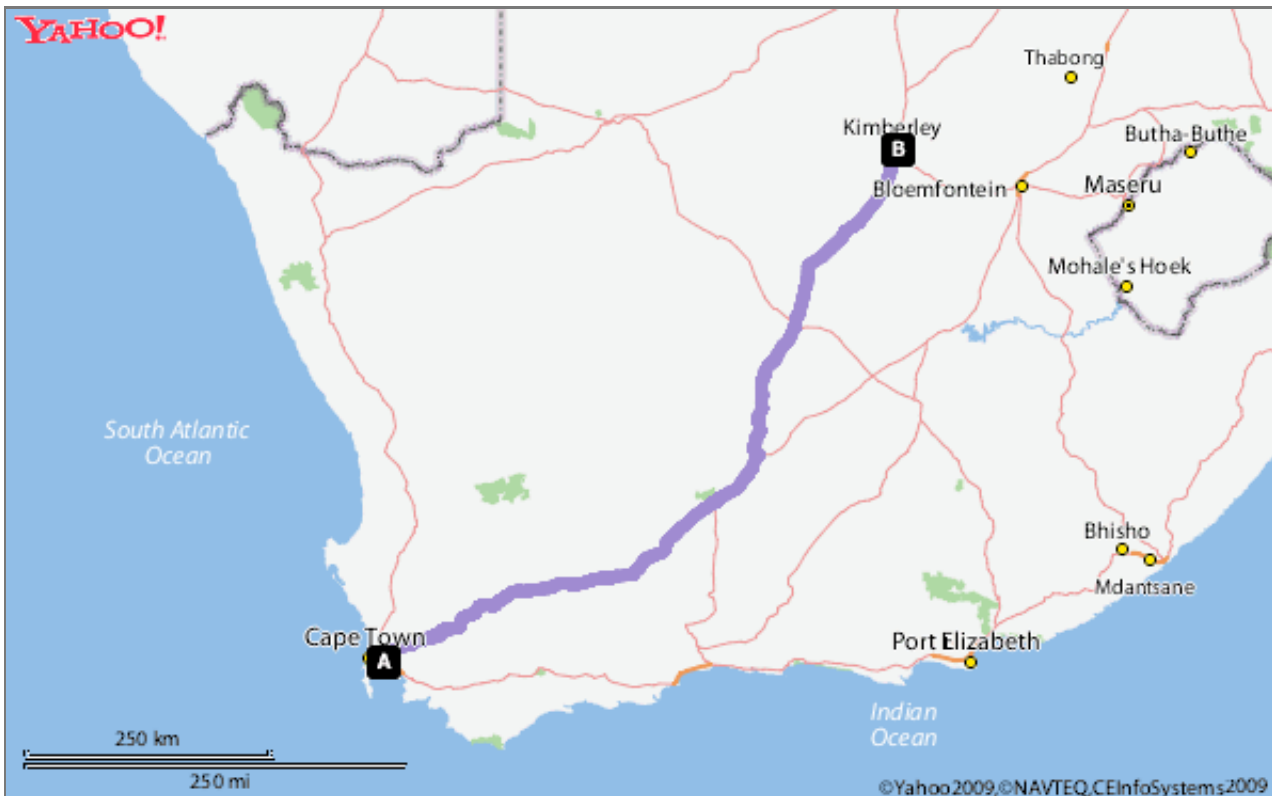 YAHOO!
Thabong
Kimberley
B
Butha-Buthe
Bloemfontein
Maseru
Mohale's Hoek
South Atlantic
Ocean
Bhisho
Mdantsane
Cape Town
A
Port Elizabeth
Indian
Ocean
250 km
250 mi
©Yahoo2009,©NAVTEQ,CEInfoSystems2009